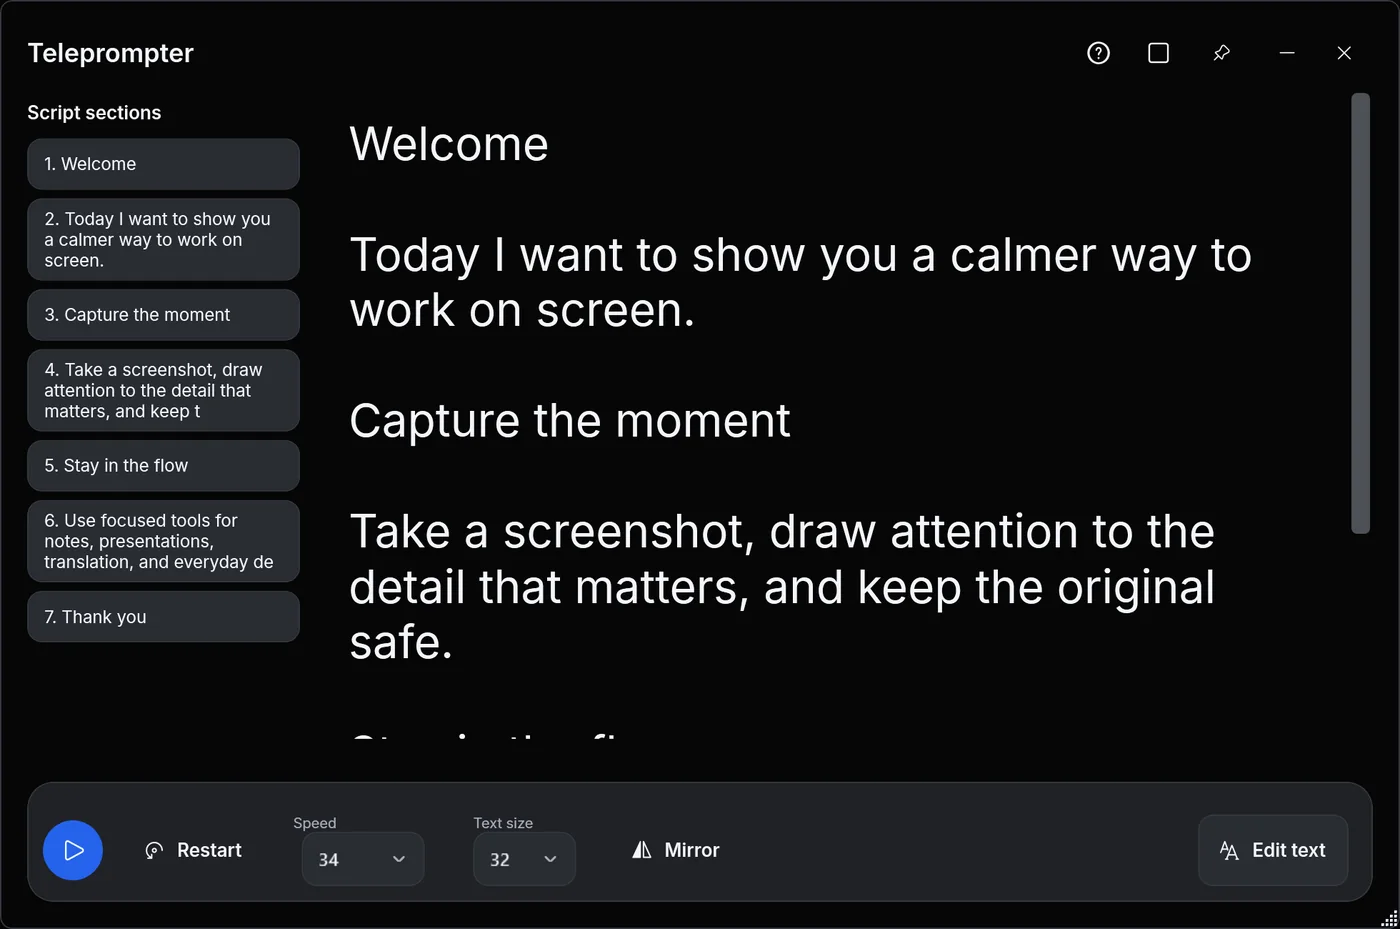 Teleprompter
Script sections
1. Welcome
2. Today I want to show you
a calmer way to work on
screen.
3. Capture the moment
4. Take a screenshot, draw
attention to the detail that
matters, and keep t
5. Stay in the flow
6. Use focused tools for
notes, presentations,
translation, and everyday de
7. Thank you
Welcome
Today I want to show you a calmer way to
work on screen.
Capture the moment
Take a screenshot, draw attention to the
detail that matters, and keep the original
safe.
Stay in the flow
Restart
Speed
34
Text size
32
Mirror
Edit text